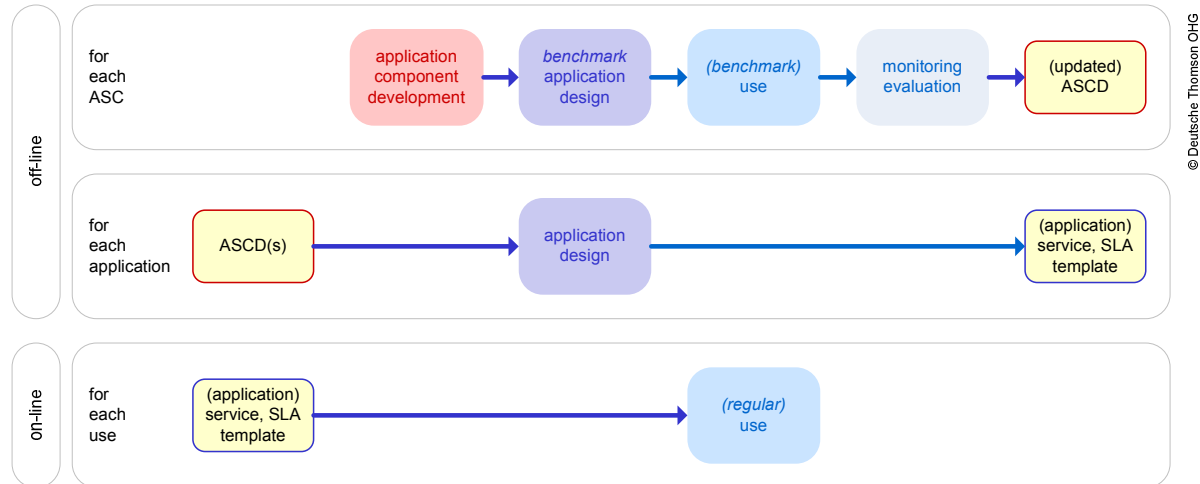 off-line
for
each
ASC
application
component
development
benchmark
application
design
(benchmark)
use
monitoring
evaluation
(updated)
ASCD
for
each
application
ASCD(s)
application
design
(application)
service, SLA
template
on-line
for
each
use
(application)
service, SLA
template
(regular)
use
© Deutsche Thomson OHG